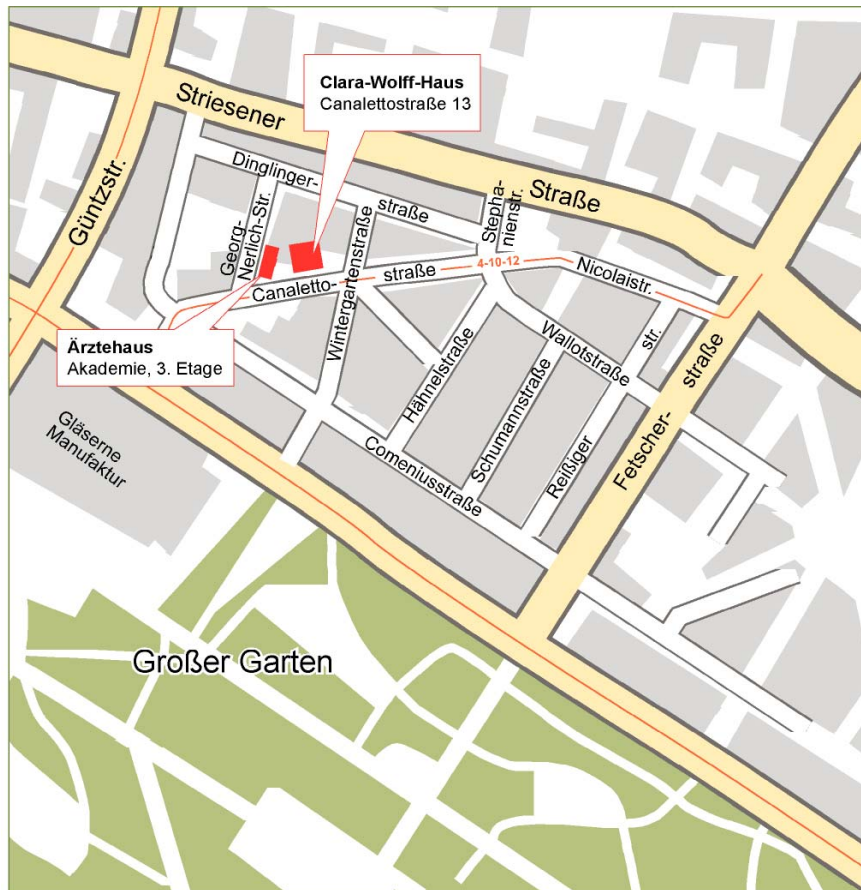 Clara-Wolff-Haus
Canalettostraße 13
Striesener
Straße
Güntzstr.
Dinglinger-
straße
Stepha-
nienstr.
Georg-
Nerlich-Str.
Wintergartenstraße
Canaletto-
straße
4-10-12
Nicolaistr.
Ärztehaus
Akademie, 3. Etage
Wallotstraße
Hähnelstraße
Schumannstraße
Reißiger
str.
Fetscher-
straße
Comeniusstraße
Gläserne
Manufaktur
Großer Garten